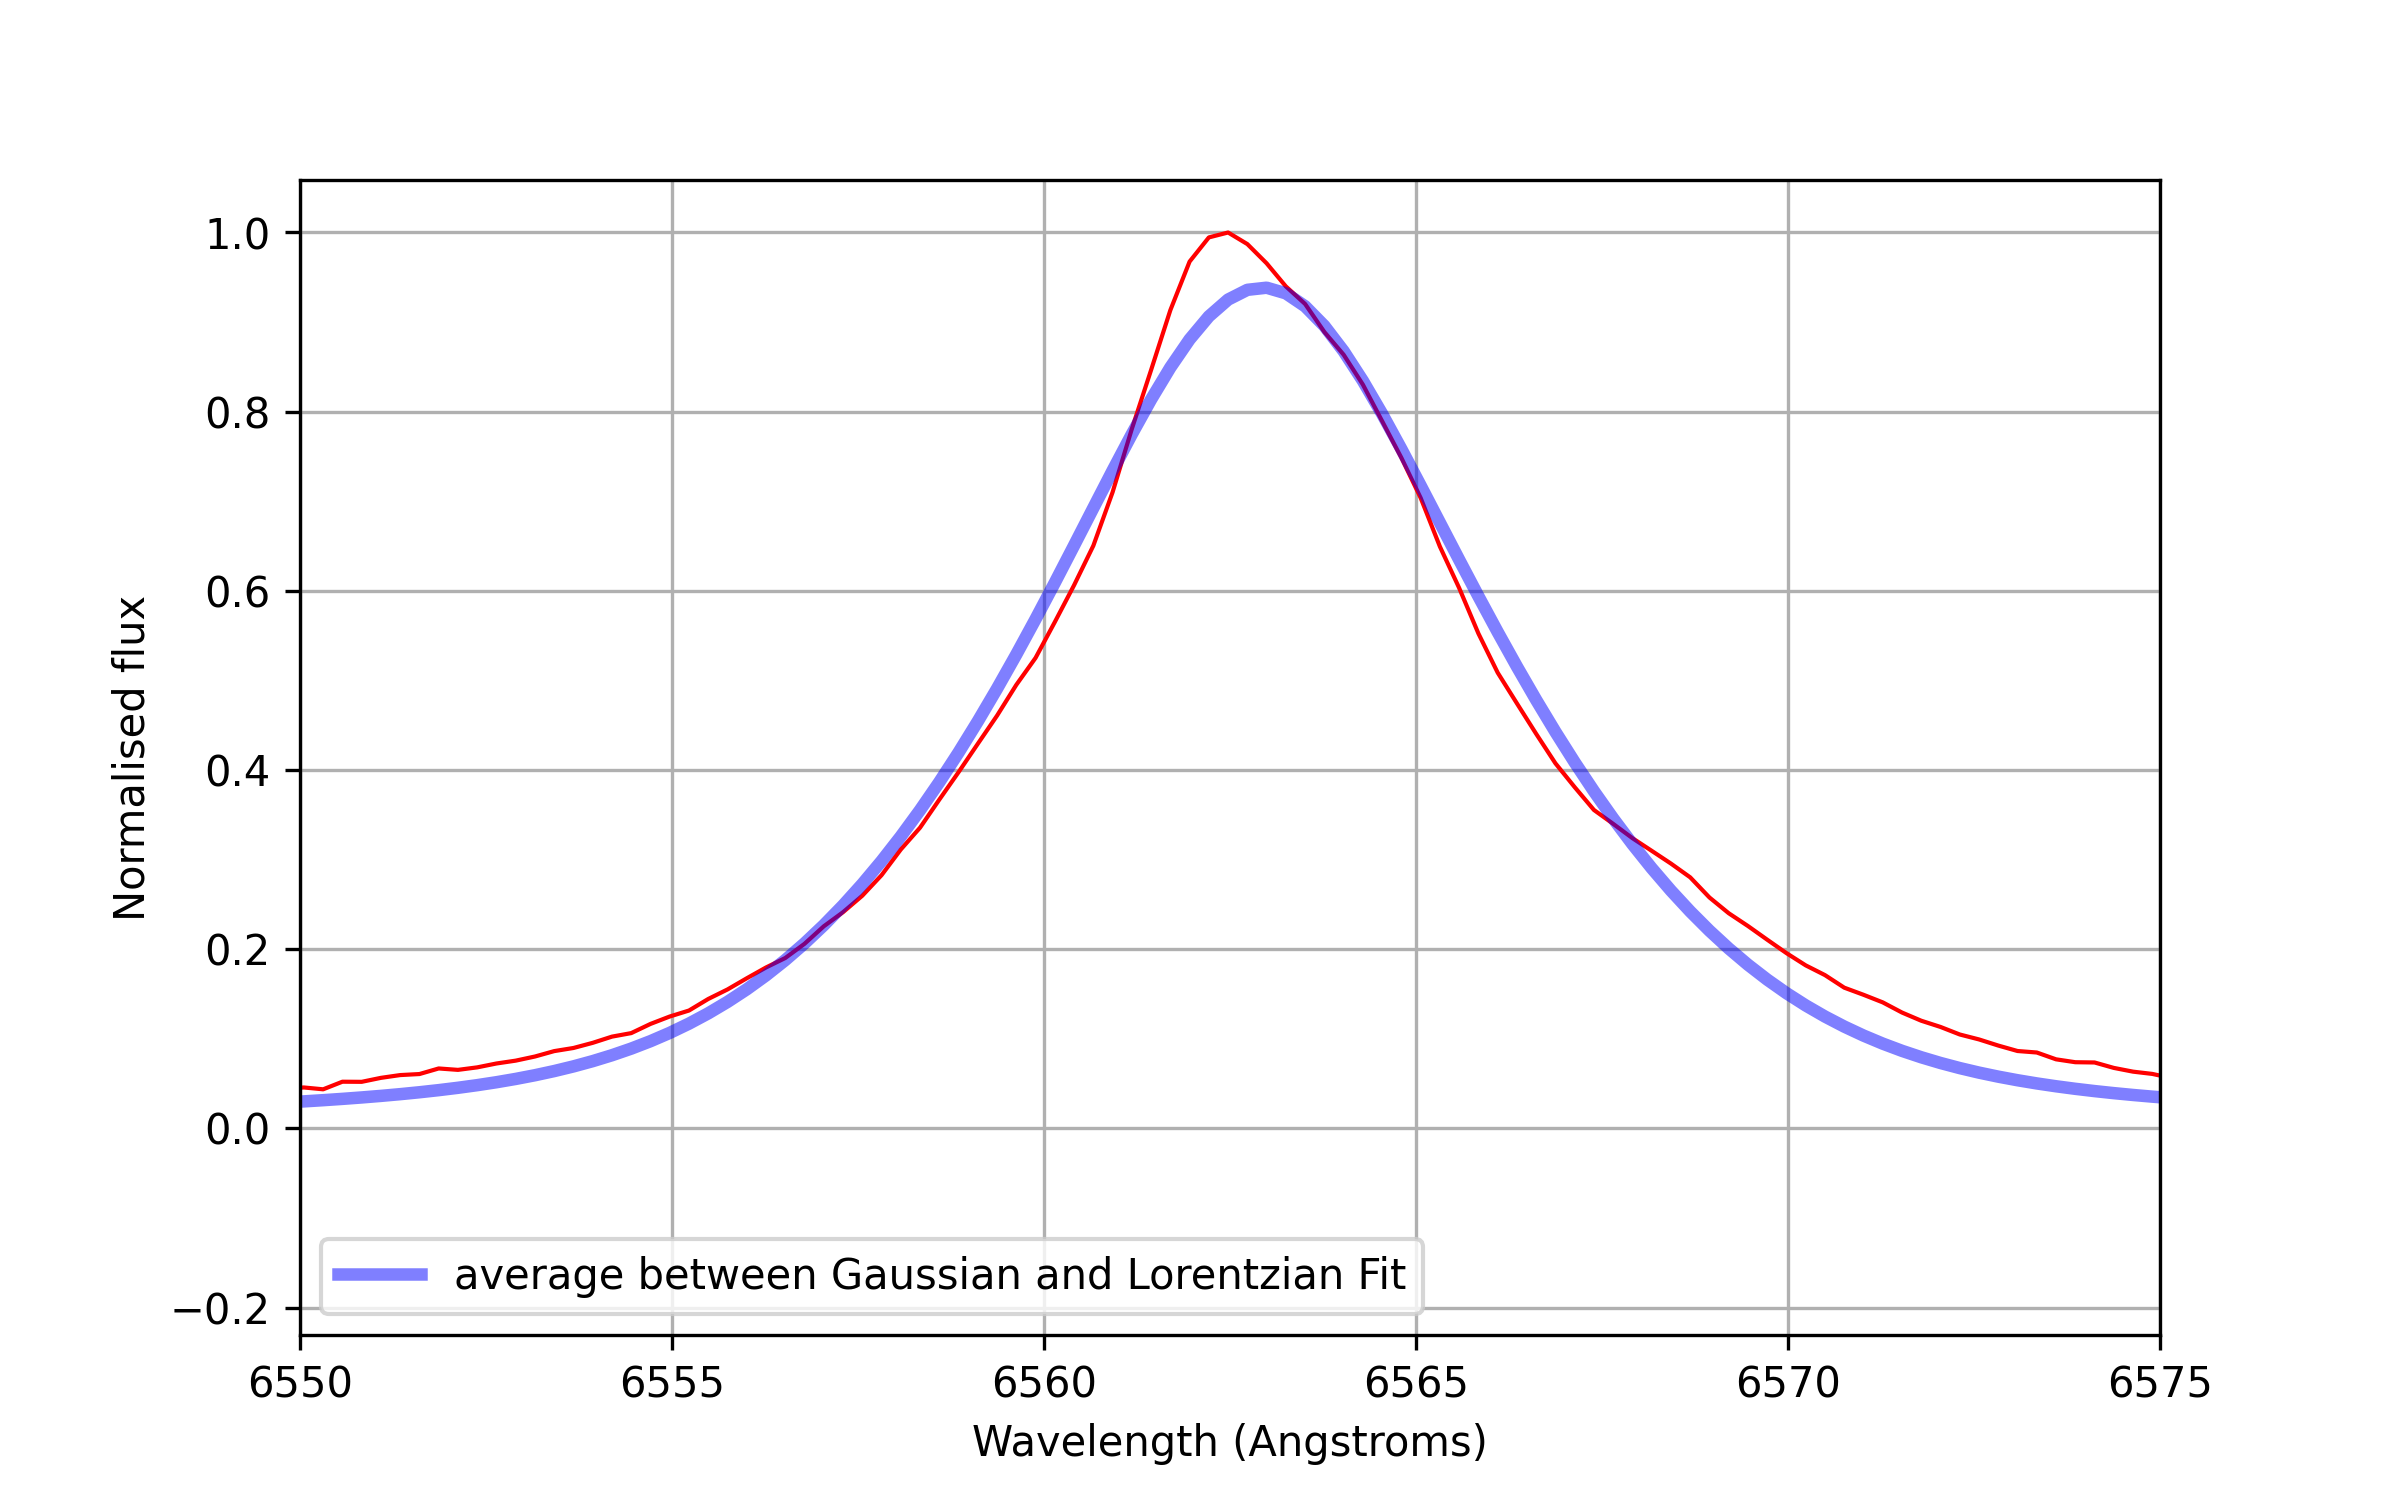 1.0
0.8
0.6
0.4
0.2
0.0
−0.2
Normalised flux
average between Gaussian and Lorentzian Fit
6550 6555 6560 6565 6570 6575
Wavelength (Angstroms)